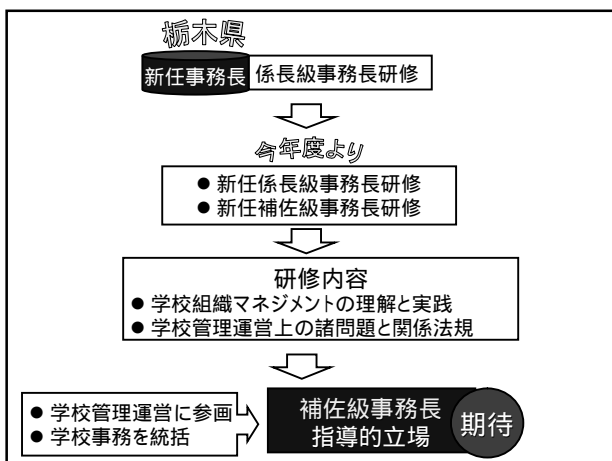 栃木県
新任事務長 係長級事務長研修
今年度より
● 新任係長級事務長研修
● 新任補佐級事務長研修
研修内容
● 学校組織マネジメントの理解と実践
● 学校管理運営上の諸問題と関係法規
● 学校管理運営に参画
● 学校事務を統括
補佐級事務長
指導的立場
期待